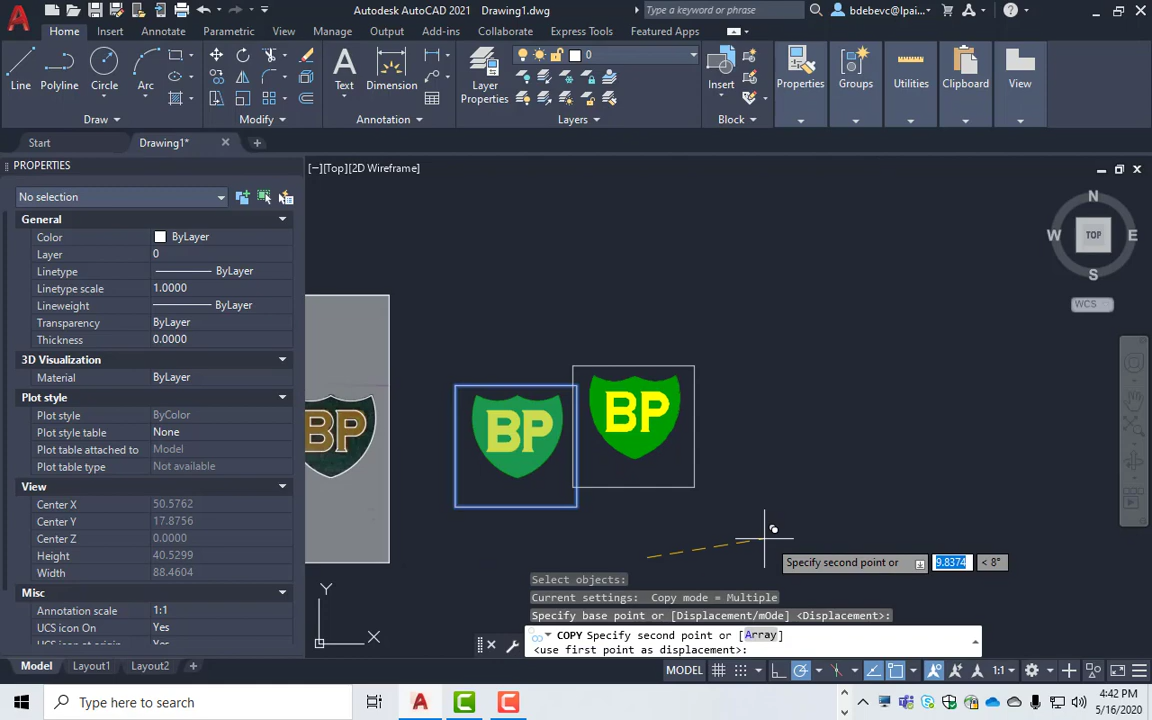 Autodesk AutoCAD 2021 Drawing1.dwg
Type a keyword or phrase
bdebevc@lpai...
Home Insert Annotate Parametric View Manage Output Add-ins Collaborate Express Tools Featured Apps
Line Polyline Circle Arc
Text Dimension
Layer
Properties
0
Insert
Properties Groups Utilities Clipboard View
Draw Modify Annotation Layers Block
Start Drawing1*
PROPERTIES
[−][Top][2D Wireframe]
No selection
General
Color ByLayer
Layer 0
Linetype ByLayer
Linetype scale 1.0000
Lineweight ByLayer
Transparency ByLayer
Thickness 0.0000
3D Visualization
Material ByLayer
Plot style
Plot style ByColor
Plot style table None
Plot table attached to Model
Plot table type Not available
View
Center X 50.5762
Center Y 17.8756
Center Z 0.0000
Height 40.5299
Width 88.4604
Misc
Annotation scale 1:1
UCS icon On Yes
UCS icon at origin Yes
N
W TOP E
S
WCS
BP BP BP
Specify second point or 9.8374 < 8°
Y
X
Select objects:
Current settings: Copy mode = Multiple
Specify base point or [Displacement/mOde] <Displacement>:
COPY Specify second point or [Array]
<use first point as displacement>:
Model Layout1 Layout2
MODEL 1:1
Type here to search
4:42 PM
5/16/2020